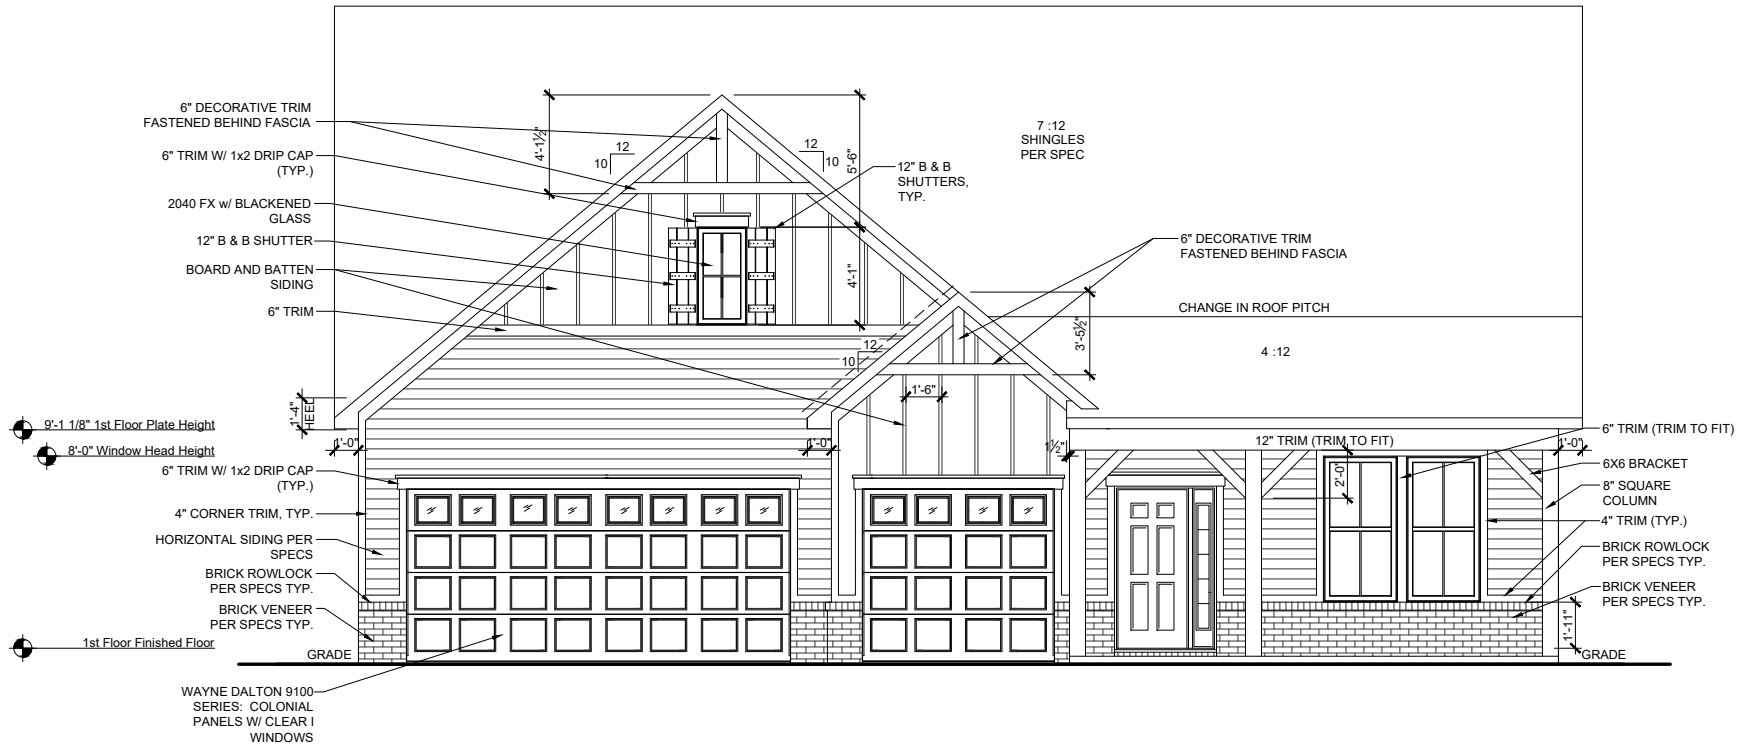 6" DECORATIVE TRIM
FASTENED BEHIND FASCIA
6" TRIM W/ 1x2 DRIP CAP
(TYP.)
2040 FX w/ BLACKENED
GLASS
12" B & B SHUTTER
BOARD AND BATTEN
SIDING
6" TRIM
4'-1½"
12
10
12
10
5'-6"
4'-1"
12" B & B
SHUTTERS,
TYP.
7 :12
SHINGLES
PER SPEC
6" DECORATIVE TRIM
FASTENED BEHIND FASCIA
CHANGE IN ROOF PITCH
4 :12
3'-5½"
12
10
1'-6"
1'-4"
HEEL
9'-1 1/8" 1st Floor Plate Height
8'-0" Window Head Height
1'-0"
1'-0"
1½"
12" TRIM (TRIM TO FIT)
1'-0"
2'-0"
6" TRIM W/ 1x2 DRIP CAP
(TYP.)
4" CORNER TRIM, TYP.
HORIZONTAL SIDING PER
SPECS
BRICK ROWLOCK
PER SPECS TYP.
BRICK VENEER
PER SPECS TYP.
1st Floor Finished Floor
GRADE
WAYNE DALTON 9100
SERIES: COLONIAL
PANELS W/ CLEAR I
WINDOWS
6" TRIM (TRIM TO FIT)
6X6 BRACKET
8" SQUARE
COLUMN
4" TRIM (TYP.)
BRICK ROWLOCK
PER SPECS TYP.
BRICK VENEER
PER SPECS TYP.
1'-11"
GRADE